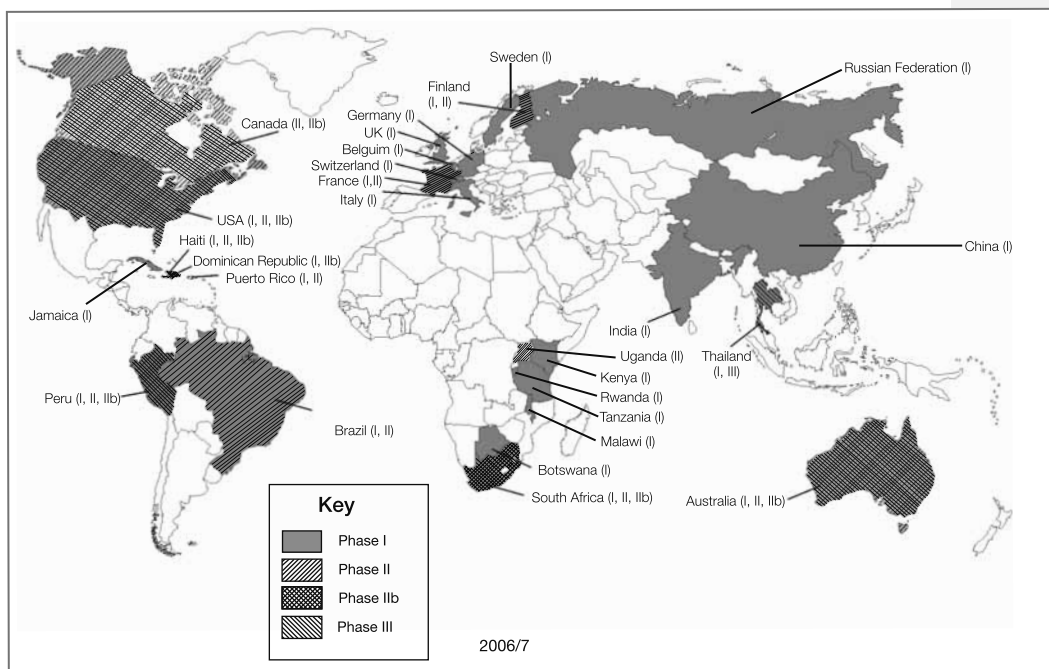 Sweden (I)
Russian Federation (I)
Finland
(I, II)
Germany (I)
Canada (II, IIb)
UK (I)
Belguim (I)
Switzerland (I)
France (I,II)
Italy (I)
USA (I, II, IIb)
Haiti (I, II, IIb)
Dominican Republic (I, IIb)
Puerto Rico (I, II)
China (I)
Jamaica (I)
India (I)
Uganda (II)
Thailand
(I, III)
Kenya (I)
Rwanda (I)
Tanzania (I)
Malawi (I)
Peru (I, II, IIb)
Brazil (I, II)
Botswana (I)
South Africa (I, II, IIb)
Australia (I, II, IIb)
Key
Phase I
Phase II
Phase IIb
Phase III
2006/7